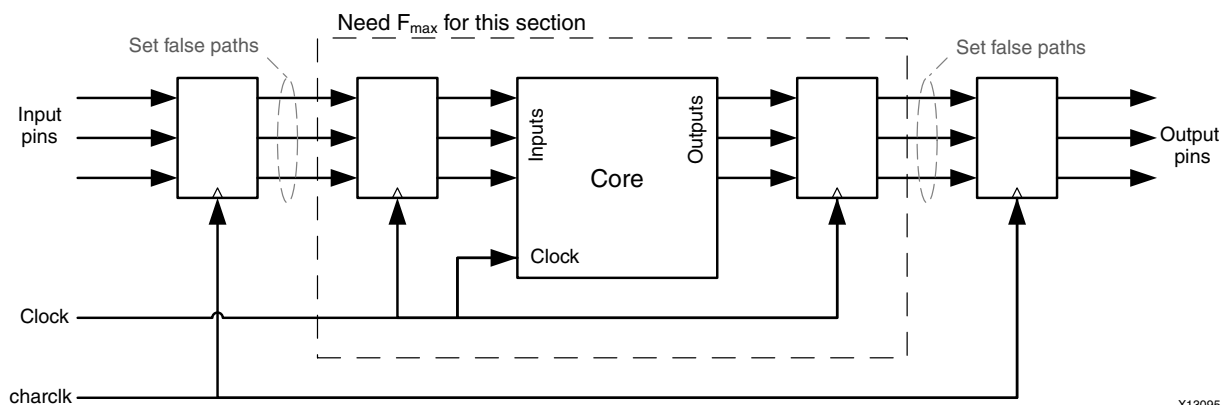 Need Fmax for this section
Set false paths
Set false paths
Input
pins
Inputs
Outputs
Core
Output
pins
Clock
Clock
charclk
X13095